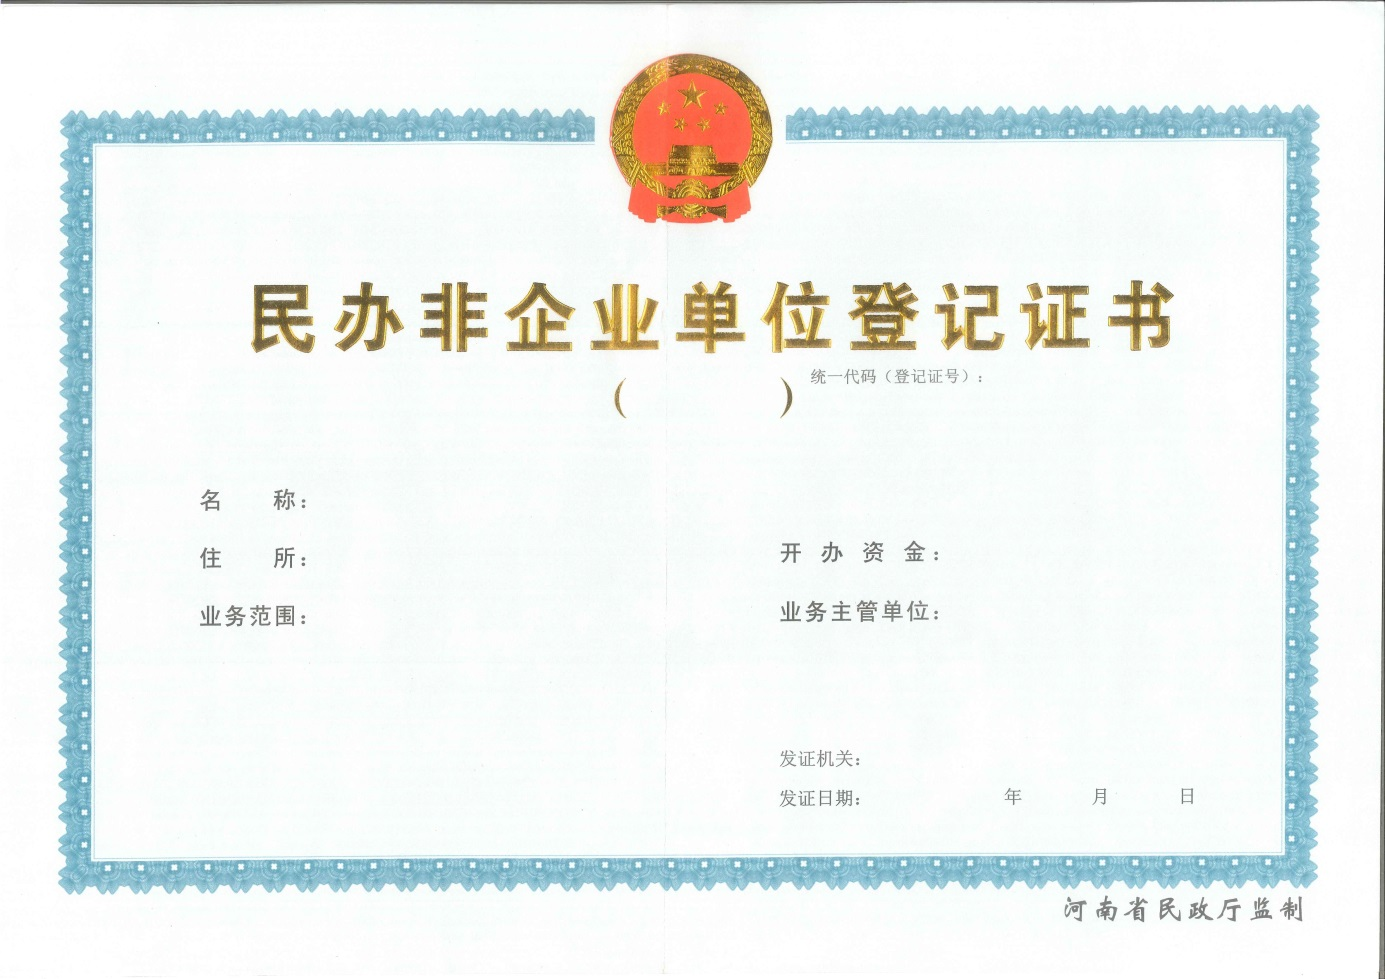 民办非企业单位登记证书
( ) 统一代码（登记证号）:
名 称:
住 所:
开 办 资 金:
业务范围:
业务主管单位:
发证机关:
发证日期: 年 月 日
河南省民政厅监制